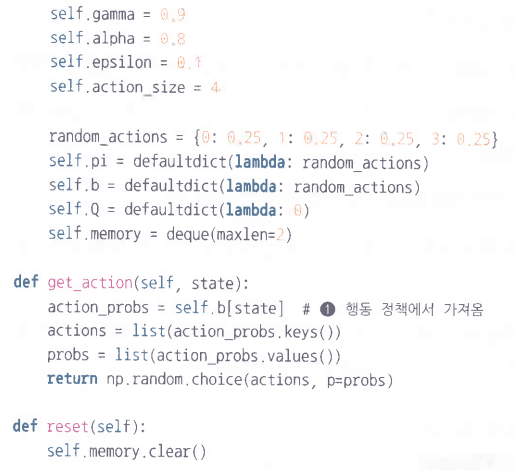 self.gamma = 0.9
self.alpha = 0.8
self.epsilon = 0.1
self.action_size = 4
random_actions = {0: 0.25, 1: 0.25, 2: 0.25, 3: 0.25}
self.pi = defaultdict(lambda: random_actions)
self.b = defaultdict(lambda: random_actions)
self.Q = defaultdict(lambda: 0)
self.memory = deque(maxlen=2)
def get_action(self, state):
action_probs = self.b[state] # ❶ 행동 정책에서 가져옴
actions = list(action_probs.keys())
probs = list(action_probs.values())
return np.random.choice(actions, p=probs)
def reset(self):
self.memory.clear()